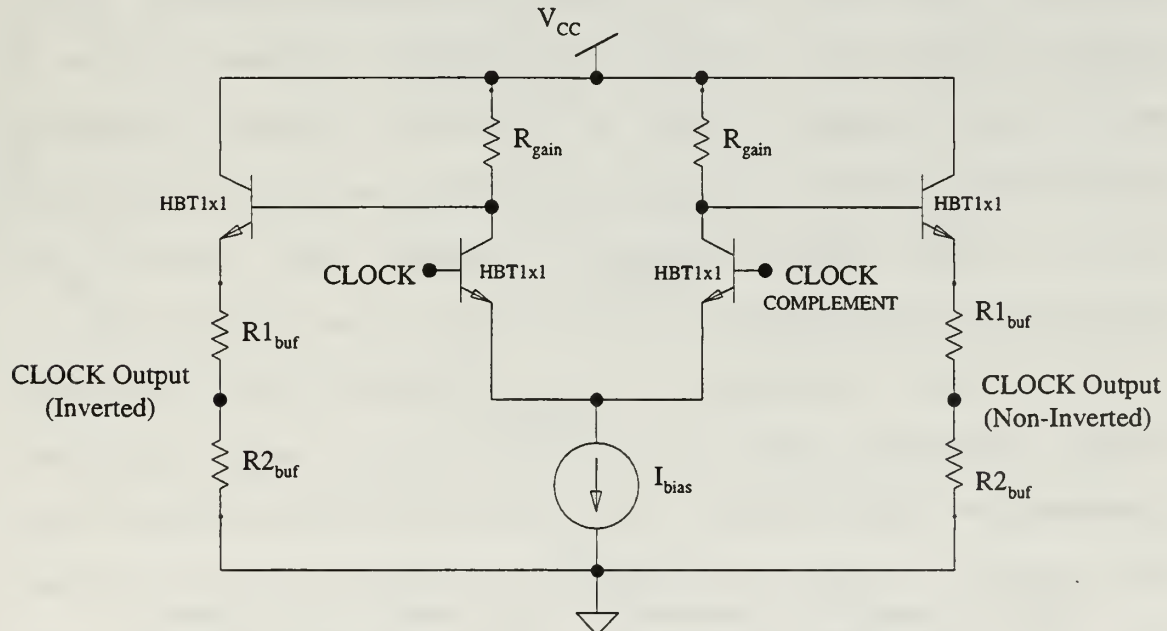 V_CC
R_gain
R_gain
HBT1x1
HBT1x1
CLOCK
HBT1x1
HBT1x1
CLOCK
COMPLEMENT
R1_buf
R1_buf
CLOCK Output
(Inverted)
CLOCK Output
(Non-Inverted)
R2_buf
I_bias
R2_buf